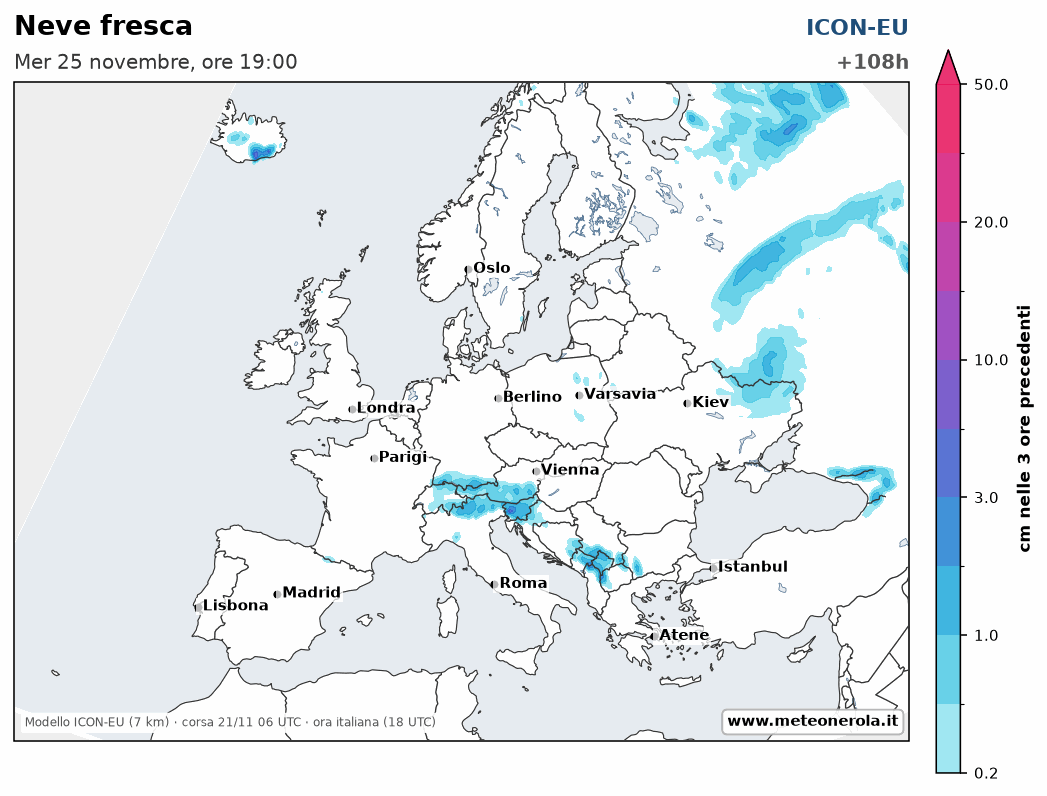 Neve fresca
ICON-EU
Mer 25 novembre, ore 19:00
+108h
50.0
20.0
10.0
3.0
1.0
0.2
cm nelle 3 ore precedenti
Oslo
Berlino
Varsavia
Kiev
Londra
Parigi
Vienna
Istanbul
Roma
Madrid
Lisbona
Atene
Modello ICON-EU (7 km) · corsa 21/11 06 UTC · ora italiana (18 UTC)
www.meteonerola.it